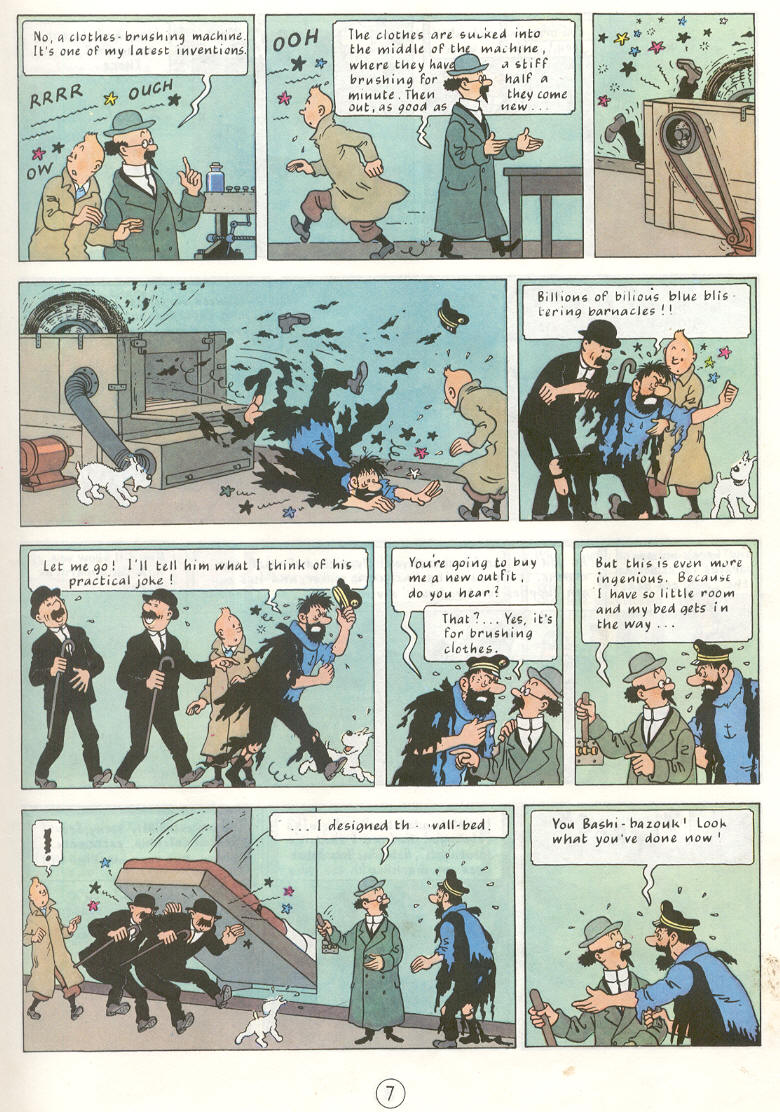 No, a clothes-brushing machine.
It's one of my latest inventions.
RRRR
OUCH
OW
OOH
The clothes are sucked into
the middle of the machine,
where they have a stiff
brushing for half a
minute. Then they come
out, as good as new...
Billions of bilious blue blis-
tering barnacles!!
Let me go! I'll tell him what I think of his
practical joke!
You're going to buy
me a new outfit,
do you hear?
That?... Yes, it's
for brushing
clothes.
But this is even more
ingenious. Because
I have so little room
and my bed gets in
the way...
!
... I designed th wall-bed.
You Bashi-bazouk! Look
what you've done now!
7